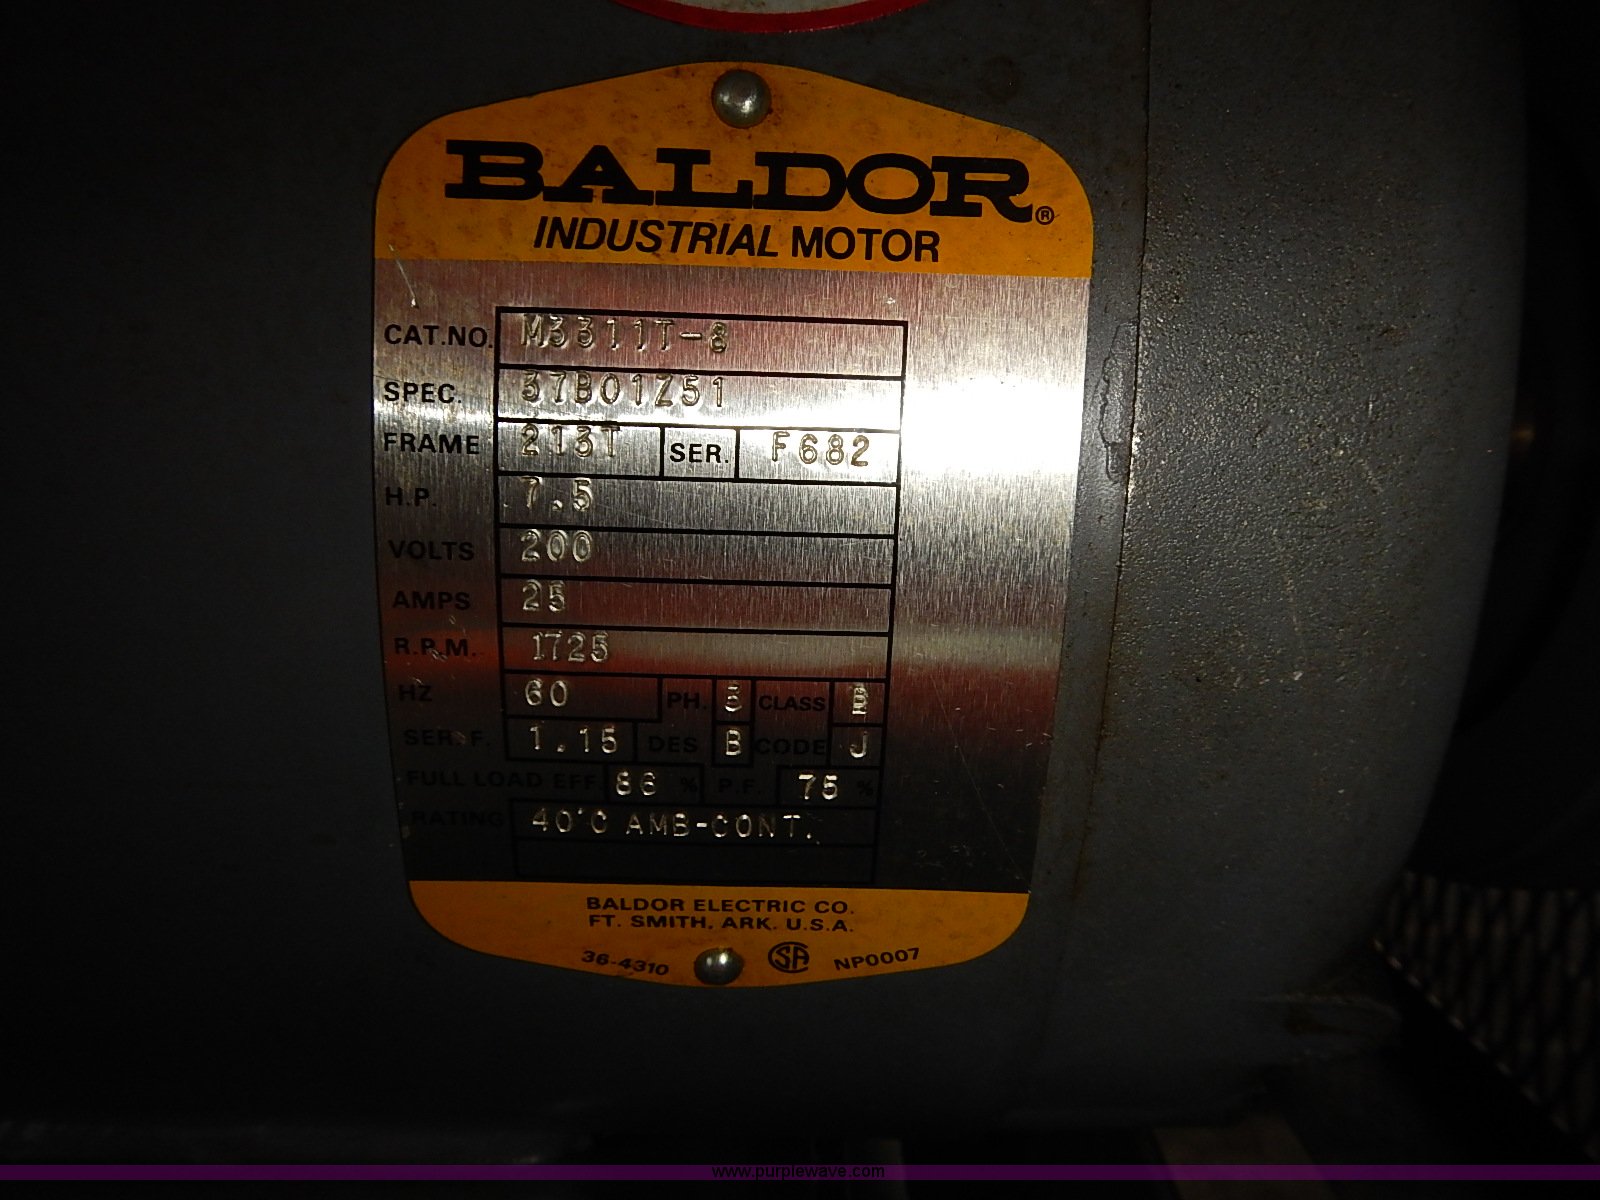 BALDOR®
INDUSTRIAL MOTOR
CAT.NO. M3311T-8
SPEC. 37B01Z51
FRAME 213T SER. F682
H.P. 7.5
VOLTS 200
AMPS 25
R.P.M. 1725
HZ 60 PH. 3 CLASS B
SER. F. 1.15 DES B CODE J
FULL LOAD EFF. 86 % P.F. 75 %
RATING 40°C AMB-CONT.
BALDOR ELECTRIC CO.
FT. SMITH, ARK. U.S.A.
36-4310 SA NP0007
www.purplewave.com